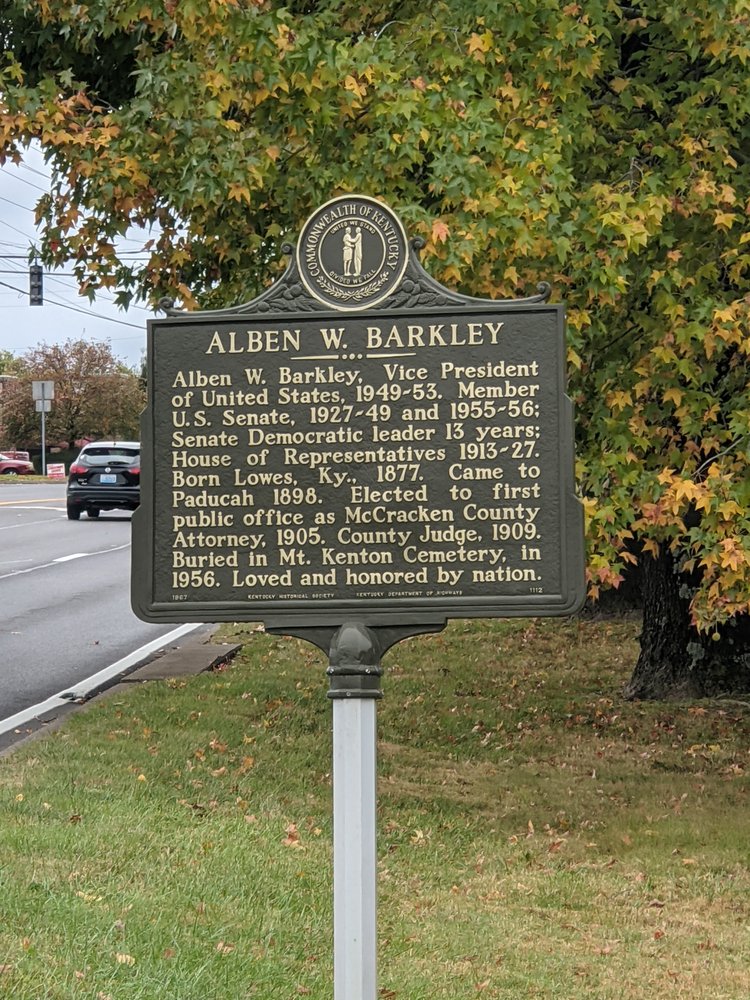 COMMONWEALTH OF KENTUCKY
UNITED WE STAND
DIVIDED WE FALL
ALBEN W. BARKLEY
Alben W. Barkley, Vice President
of United States, 1949-53. Member
U.S. Senate, 1927-49 and 1955-56;
Senate Democratic leader 13 years;
House of Representatives 1913-27.
Born Lowes, Ky., 1877. Came to
Paducah 1898. Elected to first
public office as McCracken County
Attorney, 1905. County Judge, 1909.
Buried in Mt. Kenton Cemetery, in
1956. Loved and honored by nation.
1967 KENTUCKY HISTORICAL SOCIETY KENTUCKY DEPARTMENT OF HIGHWAYS 1112